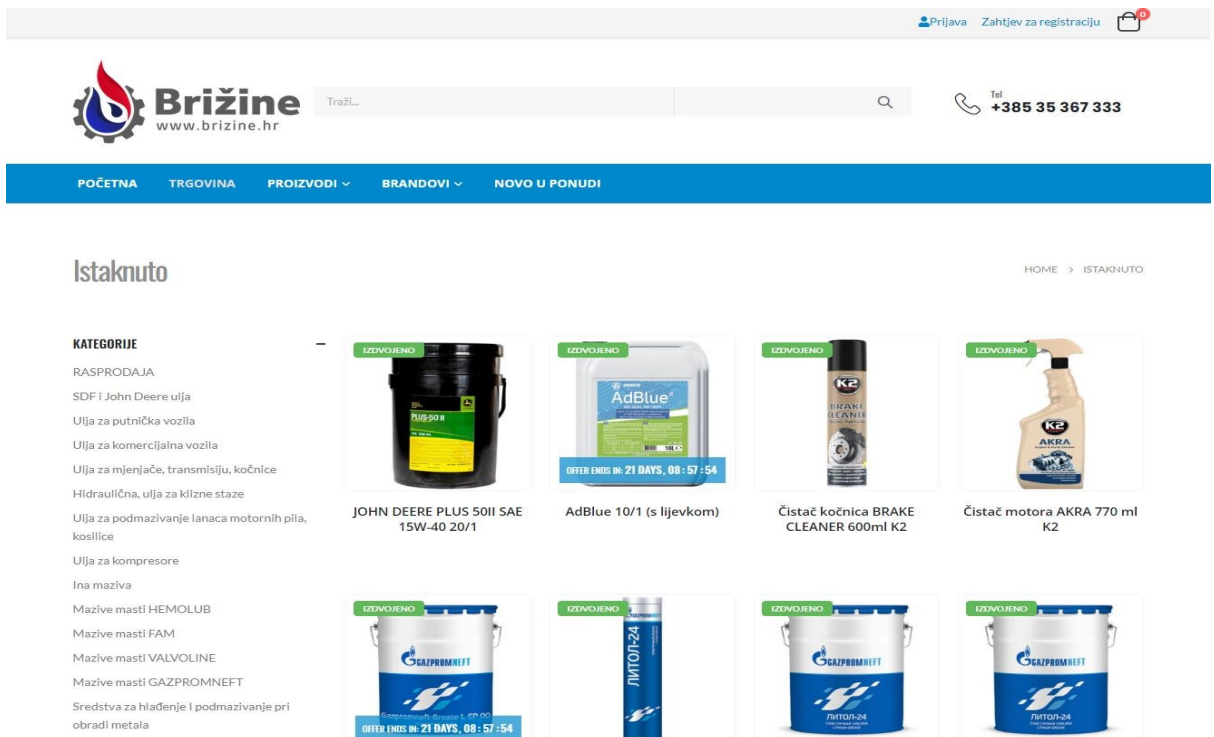 Prijava Zahtjev za registraciju 0
Brižine
www.brizine.hr
Traži...
Tel
+385 35 367 333
POČETNA TRGOVINA PROIZVODI BRANDOVI NOVO U PONUDI
Istaknuto
HOME > ISTAKNUTO
KATEGORIJE
RASPRODAJA
SDF i John Deere ulja
Ulja za putnička vozila
Ulja za komercijalna vozila
Ulja za mjenjače, transmisiju, kočnice
Hidraulična, ulja za klizne staze
Ulja za podmazivanje lanaca motornih pila,
kosilice
Ulja za kompresore
Ina maziva
Mazive masti HEMOLUB
Mazive masti FAM
Mazive masti VALVOLINE
Mazive masti GAZPROMNEFT
Sredstva za hlađenje I podmazivanje pri
obradi metala
IZDVOJENO
PLUS-50 II
JOHN DEERE PLUS 50II SAE
15W-40 20/1
IZDVOJENO
AdBlue
10L
OFFER ENDS IN: 21 DAYS, 08 : 57 : 54
AdBlue 10/1 (s lijevkom)
IZDVOJENO
K2
BRAKE
CLEANER
Čistač kočnica BRAKE
CLEANER 600ml K2
IZDVOJENO
K2
AKRA
Čistač motora AKRA 770 ml
K2
IZDVOJENO
GAZPROMNEFT
Gazpromneft Grease L EP 00
OFFER ENDS IN: 21 DAYS, 08 : 57 : 54
IZDVOJENO
GAZPROMNEFT
ЛИТОЛ-24
IZDVOJENO
GAZPROMNEFT
ЛИТОЛ-24
IZDVOJENO
GAZPROMNEFT
ЛИТОЛ-24